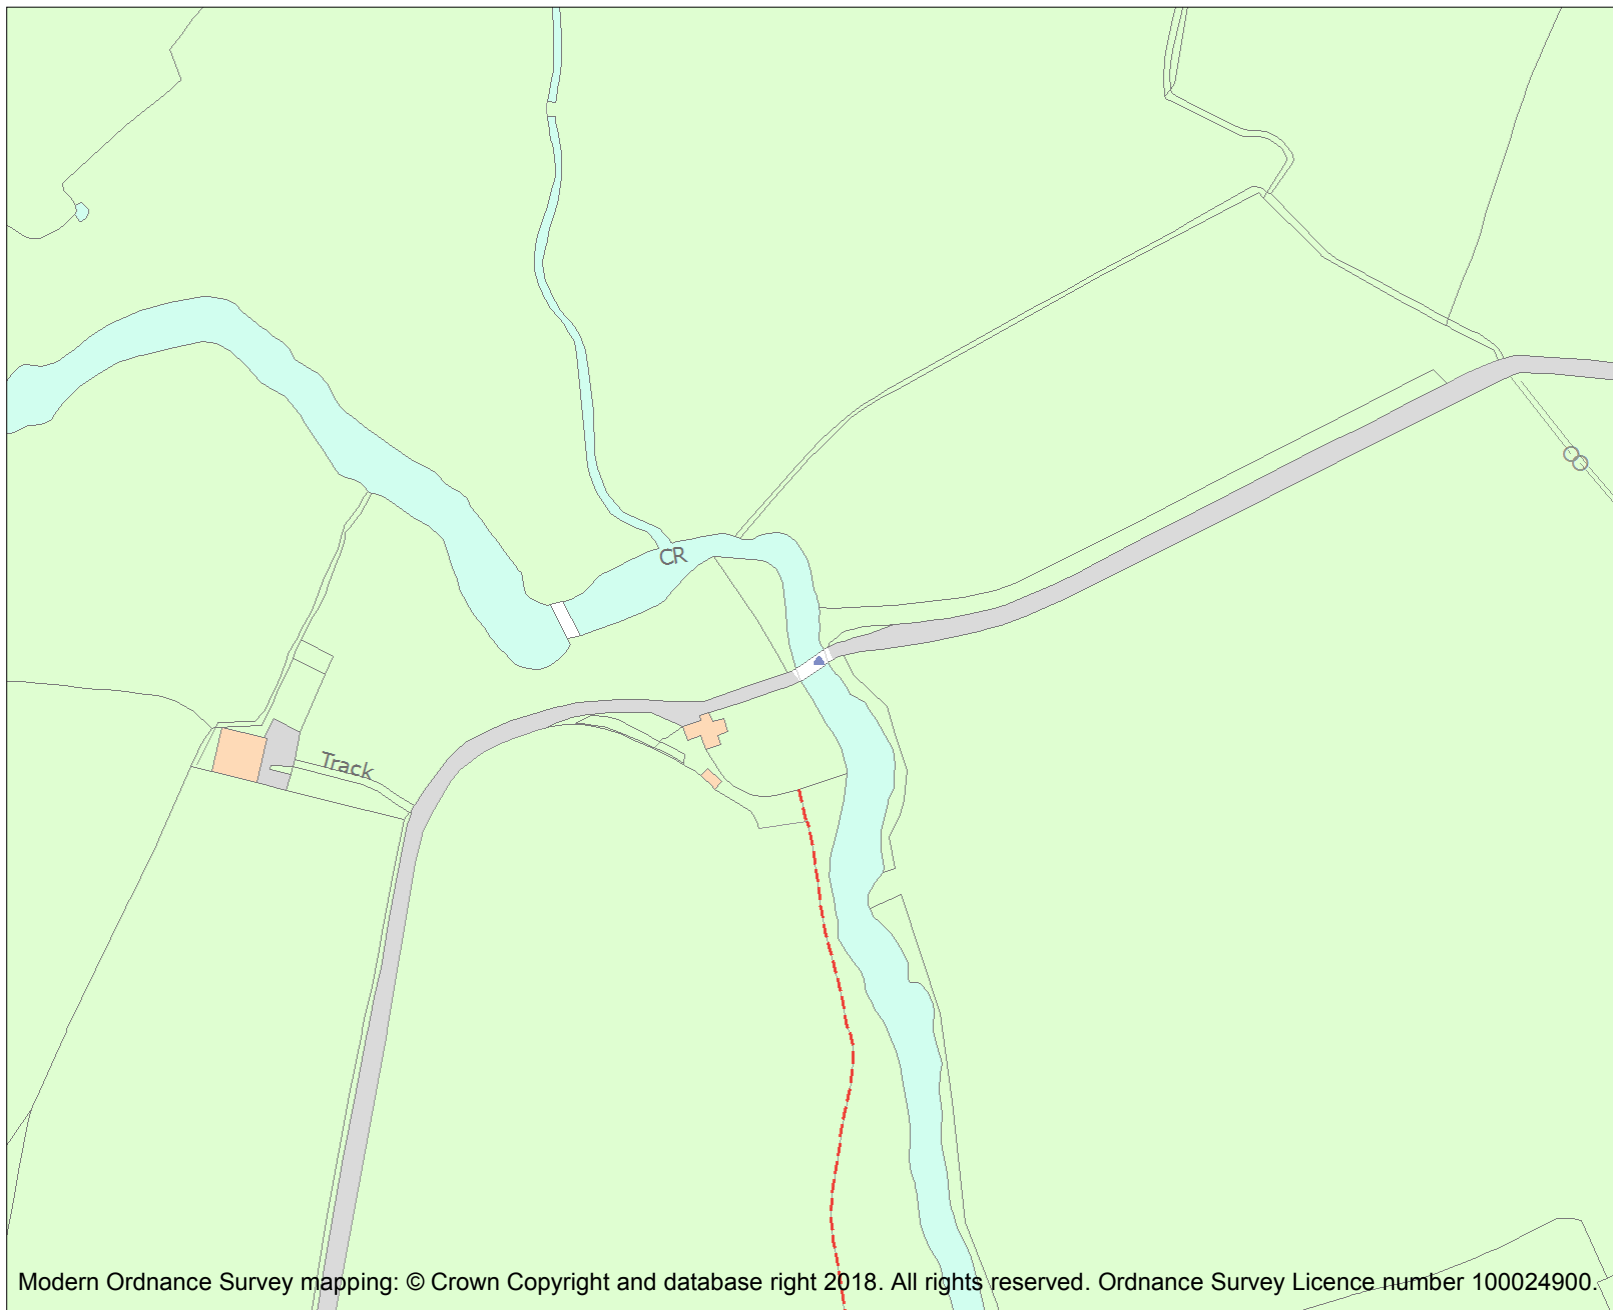 CR
Track
Modern Ordnance Survey mapping: © Crown Copyright and database right 2018. All rights reserved. Ordnance Survey Licence number 100024900.